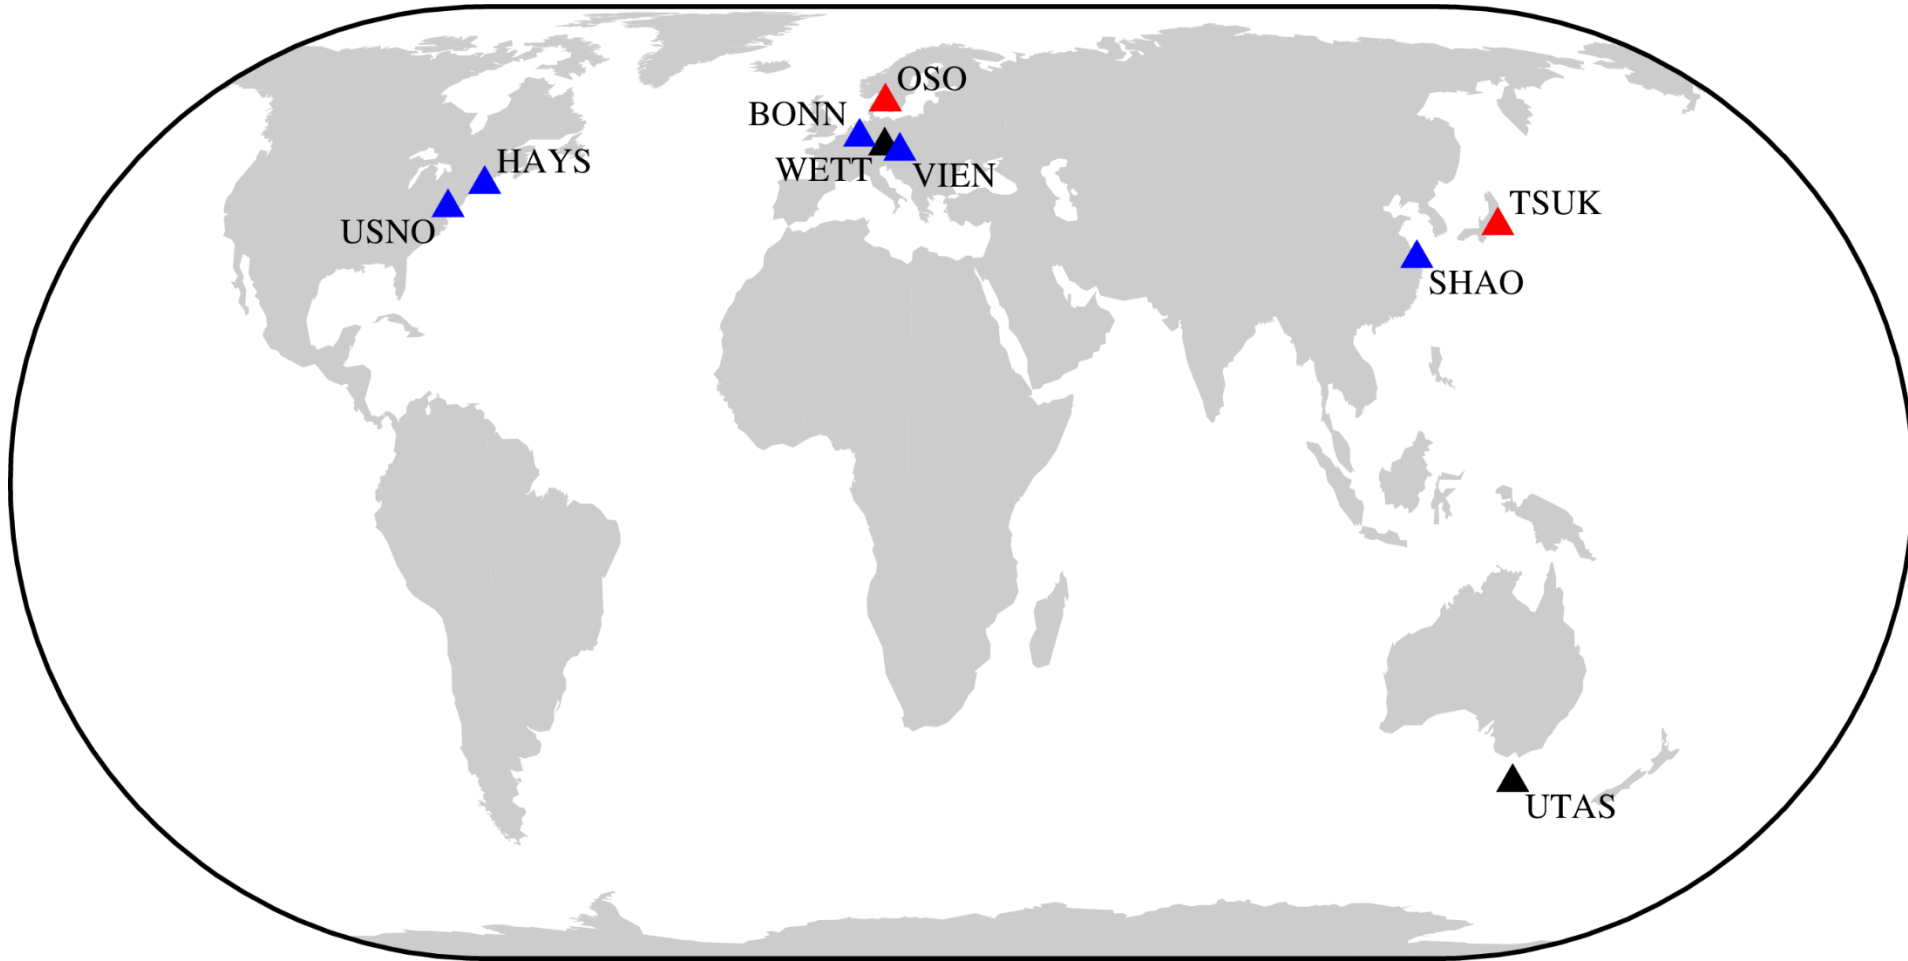 OSO
BONN
HAYS
WETT
VIEN
TSUK
USNO
SHAO
UTAS